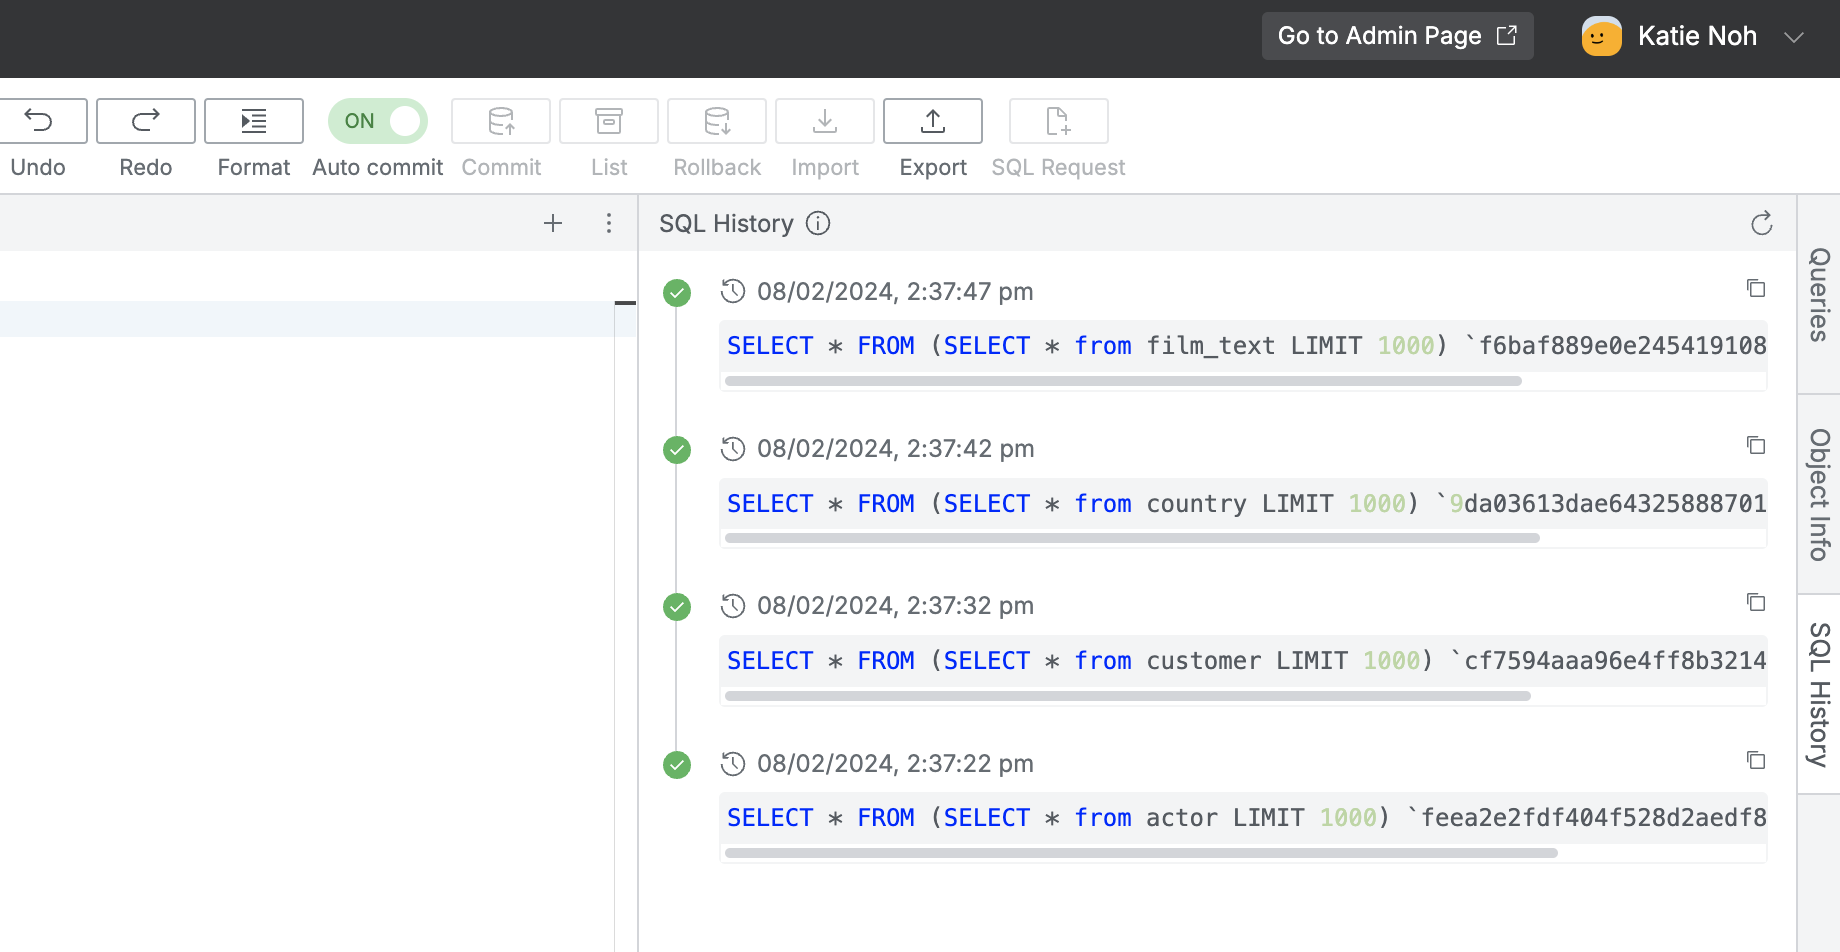 Go to Admin Page
Katie Noh
ON
Undo
Redo
Format
Auto commit
Commit
List
Rollback
Import
Export
SQL Request
SQL History
08/02/2024, 2:37:47 pm
SELECT * FROM (SELECT * from film_text LIMIT 1000) `f6baf889e0e245419108
08/02/2024, 2:37:42 pm
SELECT * FROM (SELECT * from country LIMIT 1000) `9da03613dae64325888701
08/02/2024, 2:37:32 pm
SELECT * FROM (SELECT * from customer LIMIT 1000) `cf7594aaa96e4ff8b3214
08/02/2024, 2:37:22 pm
SELECT * FROM (SELECT * from actor LIMIT 1000) `feea2e2fdf404f528d2aedf8
Queries
Object Info
SQL History